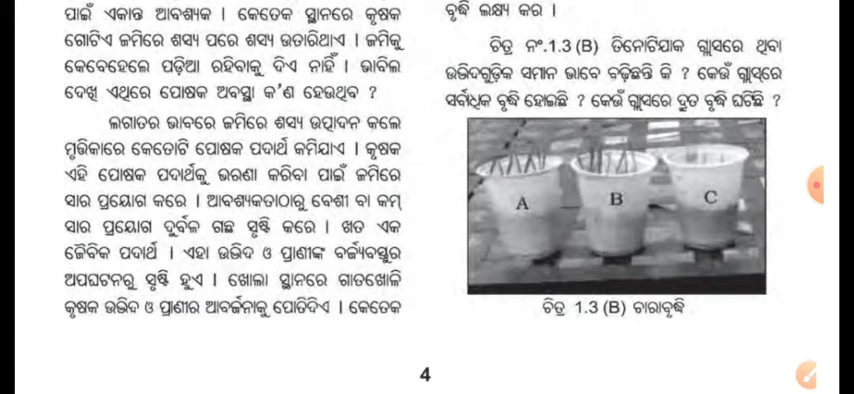 ପାଇଁ ଏକାନ୍ତ ଆବଶ୍ୟକ । କେତେକ ସ୍ଥାନରେ କୃଷକ
ଗୋଟିଏ ଜମିରେ ଶସ୍ୟ ପରେ ଶସ୍ୟ ଉତାରିଥାଏ । ଜମିକୁ
କେବେହେଲେ ପଡ଼ିଆ ରହିବାକୁ ଦିଏ ନାହିଁ । ଭାବିଲ
ଦେଖି ଏଥିରେ ପୋଷକ ଅବସ୍ଥା କ'ଣ ହେଉଥିବ ?
ଲଗାତର ଭାବରେ ଜମିରେ ଶସ୍ୟ ଉତ୍ପାଦନ କଲେ
ମୃତ୍ତିକାରେ କେତୋଟି ପୋଷକ ପଦାର୍ଥ କମିଯାଏ । କୃଷକ
ଏହି ପୋଷକ ପଦାର୍ଥକୁ ଭରଣା କରିବା ପାଇଁ ଜମିରେ
ସାର ପ୍ରୟୋଗ କରେ । ଆବଶ୍ୟକତାଠାରୁ ବେଶୀ ବା କମ୍
ସାର ପ୍ରୟୋଗ ଦୁର୍ବଳ ଗଛ ସୃଷ୍ଟି କରେ । ଖତ ଏକ
ଜୈବିକ ପଦାର୍ଥ । ଏହା ଉଦ୍ଭିଦ ଓ ପ୍ରାଣୀଙ୍କ ବର୍ଜ୍ୟବସ୍ତୁର
ଅପଘଟନରୁ ସୃଷ୍ଟି ହୁଏ । ଖୋଲା ସ୍ଥାନରେ ଗାତଖୋଳି
କୃଷକ ଉଦ୍ଭିଦ ଓ ପ୍ରାଣୀର ଆବର୍ଜନାକୁ ପୋତିଦିଏ । କେତେକ
ବୃଦ୍ଧି ଲକ୍ଷ୍ୟ କର ।
ଚିତ୍ର ନଂ.1.3 (B) ତିନୋଟିଯାକ ଗ୍ଲାସରେ ଥିବା
ଉଦ୍ଭିଦଗୁଡ଼ିକ ସମାନ ଭାବେ ବଢ଼ିଛନ୍ତି କି ? କେଉଁ ଗ୍ଲାସ୍‌ରେ
ସର୍ବାଧିକ ବୃଦ୍ଧି ହୋଇଛି ? କେଉଁ ଗ୍ଲାସରେ ଦ୍ରୁତ ବୃଦ୍ଧି ଘଟିଛି ?
A B C
ଚିତ୍ର 1.3 (B) ଚାରାବୃଦ୍ଧି
4